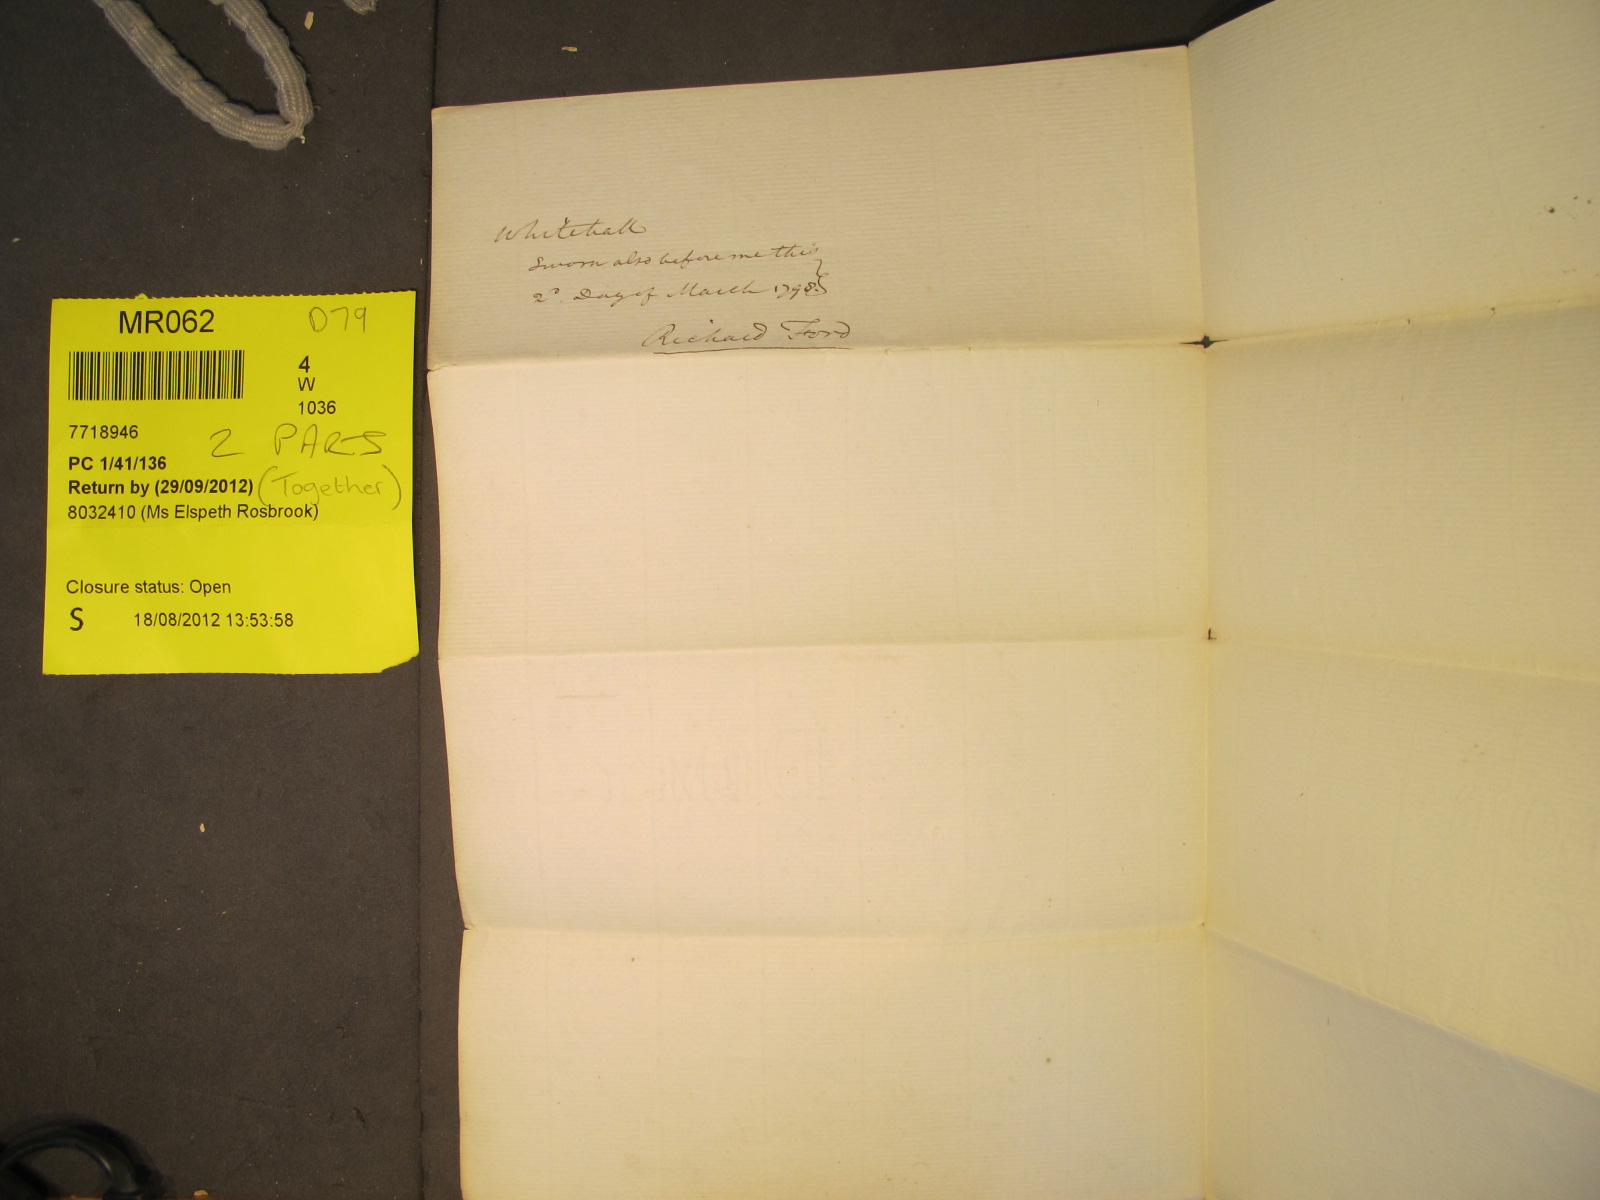 MR062 D79
4
W
1036
7718946 2 PARTS
PC 1/41/136
Return by (29/09/2012) (Together)
8032410 (Ms Elspeth Rosbrook)
Closure status: Open
S 18/08/2012 13:53:58
Whitehall
Sworn also before me this
2d. Day of March 1798
Richard Ford